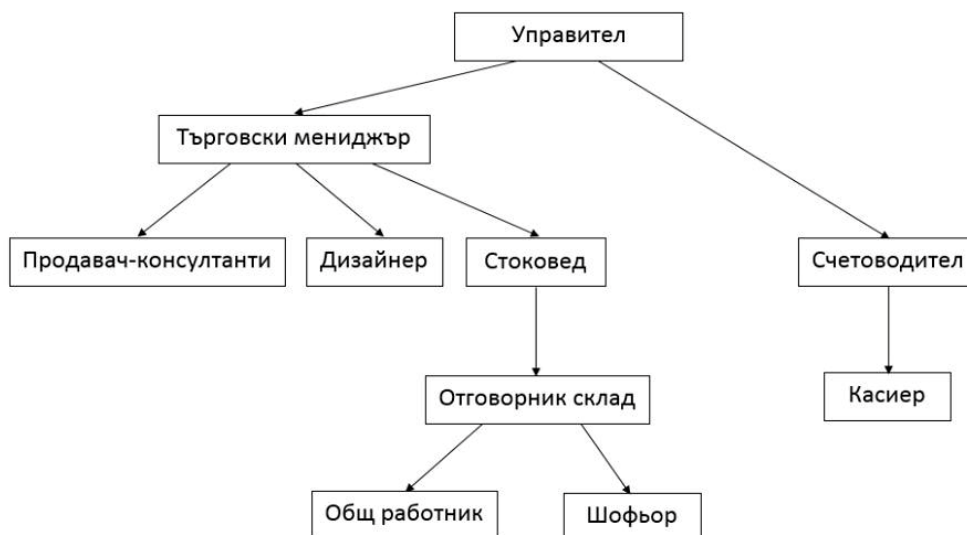 Управител
Търговски мениджър
Продавач-консултанти
Дизайнер
Стоковед
Счетоводител
Отговорник склад
Касиер
Общ работник
Шофьор